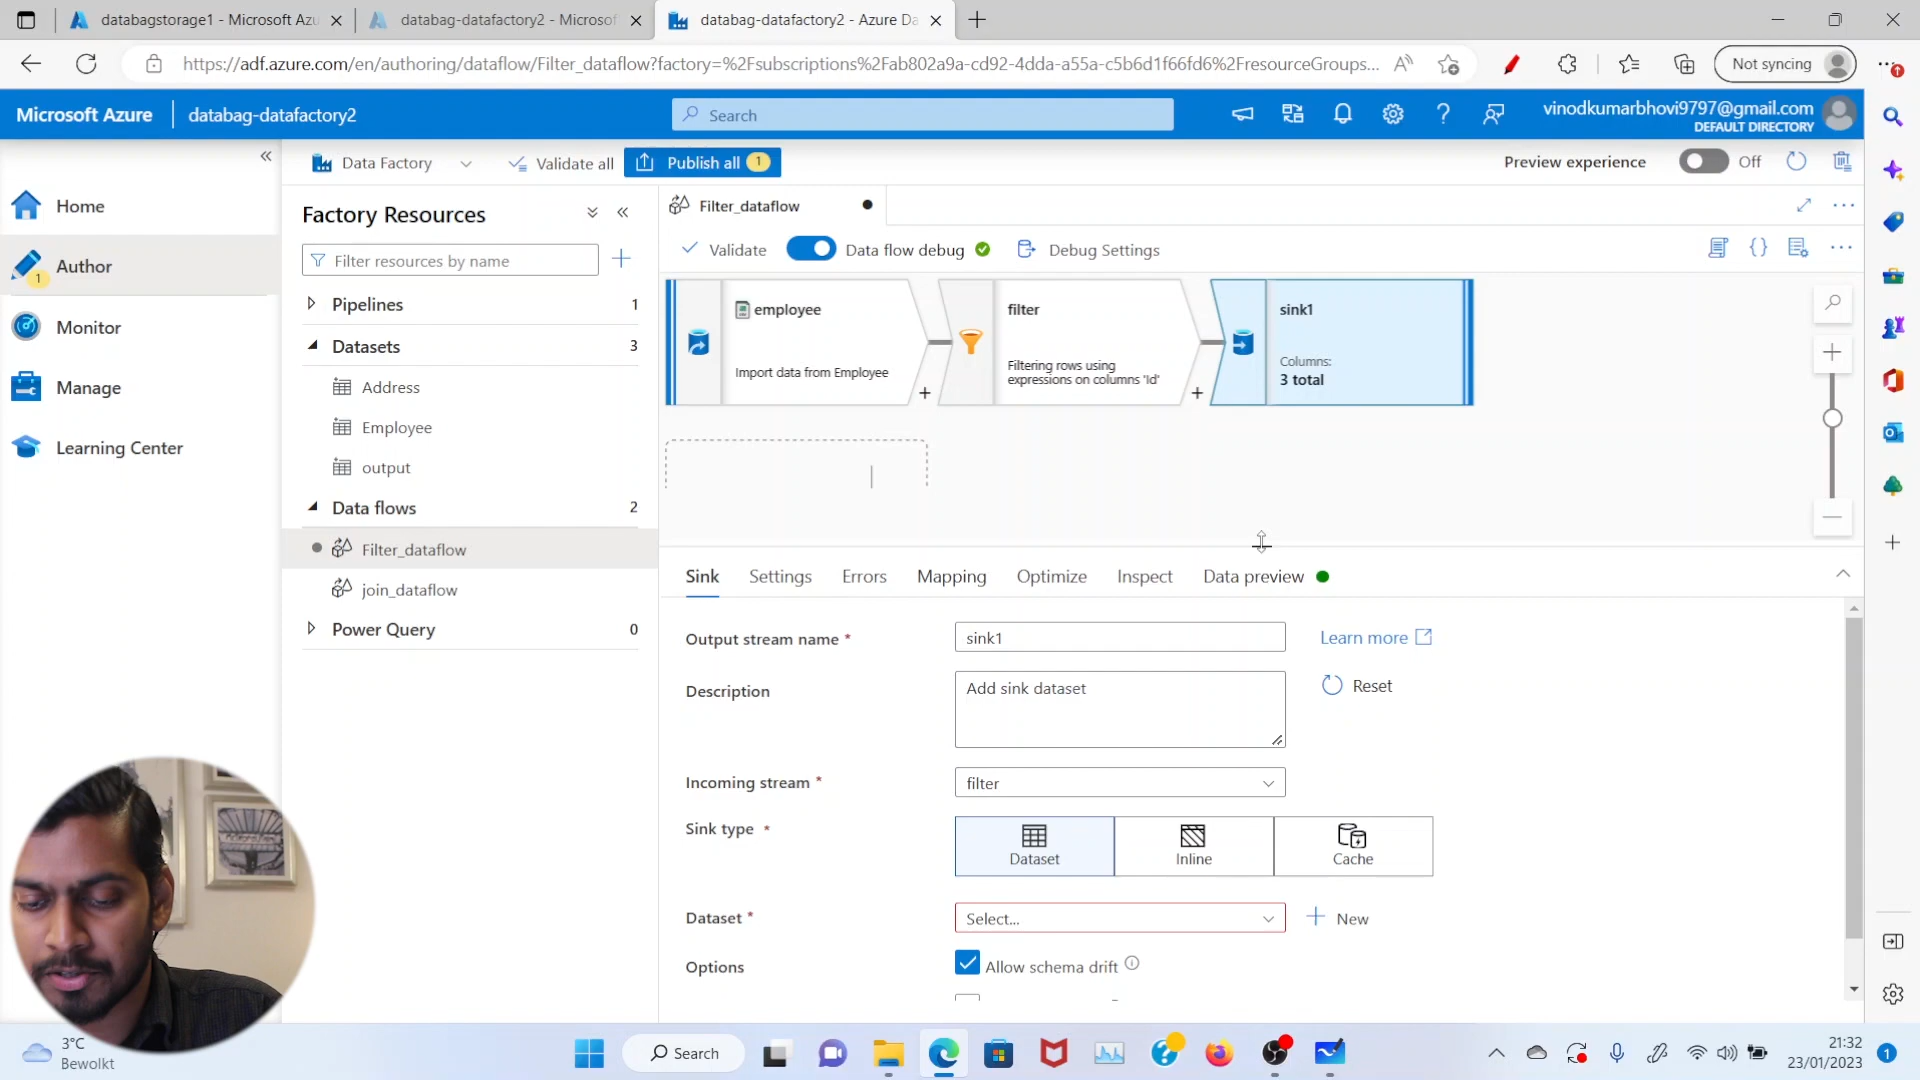 databagstorage1 - Microsoft Azu
databag-datafactory2 - Microsof
databag-datafactory2 - Azure Da
https://adf.azure.com/en/authoring/dataflow/Filter_dataflow?factory=%2Fsubscriptions%2Fab802a9a-cd92-4dda-a55a-c5b6d1f66fd6%2FresourceGroups...
Not syncing
Microsoft Azure
databag-datafactory2
Search
vinodkumarbhovi9797@gmail.com
DEFAULT DIRECTORY
Data Factory
Validate all
Publish all 1
Preview experience
Off
Home
Author
1
Monitor
Manage
Learning Center
Factory Resources
Filter resources by name
Pipelines 1
Datasets 3
Address
Employee
output
Data flows 2
Filter_dataflow
join_dataflow
Power Query 0
Filter_dataflow
Validate
Data flow debug
Debug Settings
employee
Import data from Employee
filter
Filtering rows using
expressions on columns 'Id'
sink1
Columns:
3 total
Sink
Settings
Errors
Mapping
Optimize
Inspect
Data preview
Output stream name *
sink1
Learn more
Description
Add sink dataset
Reset
Incoming stream *
filter
Sink type *
Dataset
Inline
Cache
Dataset *
Select...
New
Options
Allow schema drift
3°C
Bewolkt
Search
21:32
23/01/2023
1